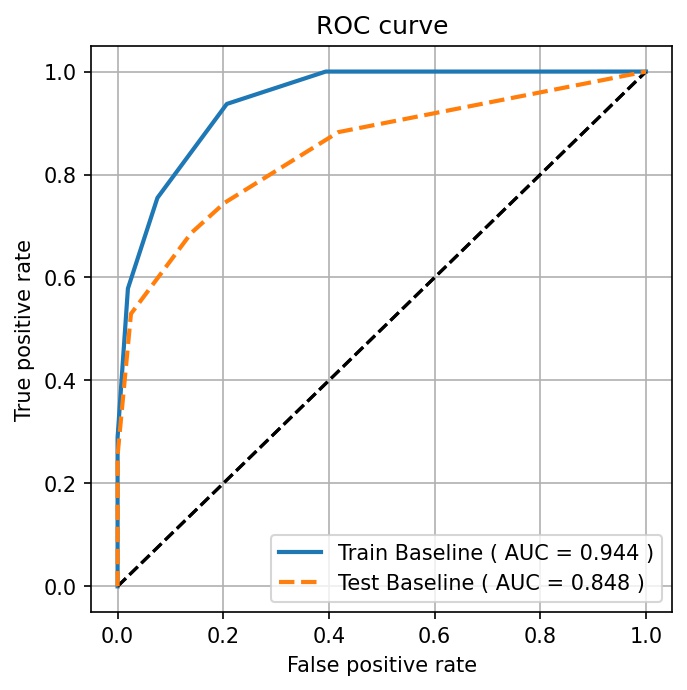 ROC curve
True positive rate
1.0
0.8
0.6
0.4
0.2
0.0
Train Baseline ( AUC = 0.944 )
Test Baseline ( AUC = 0.848 )
0.0 0.2 0.4 0.6 0.8 1.0
False positive rate